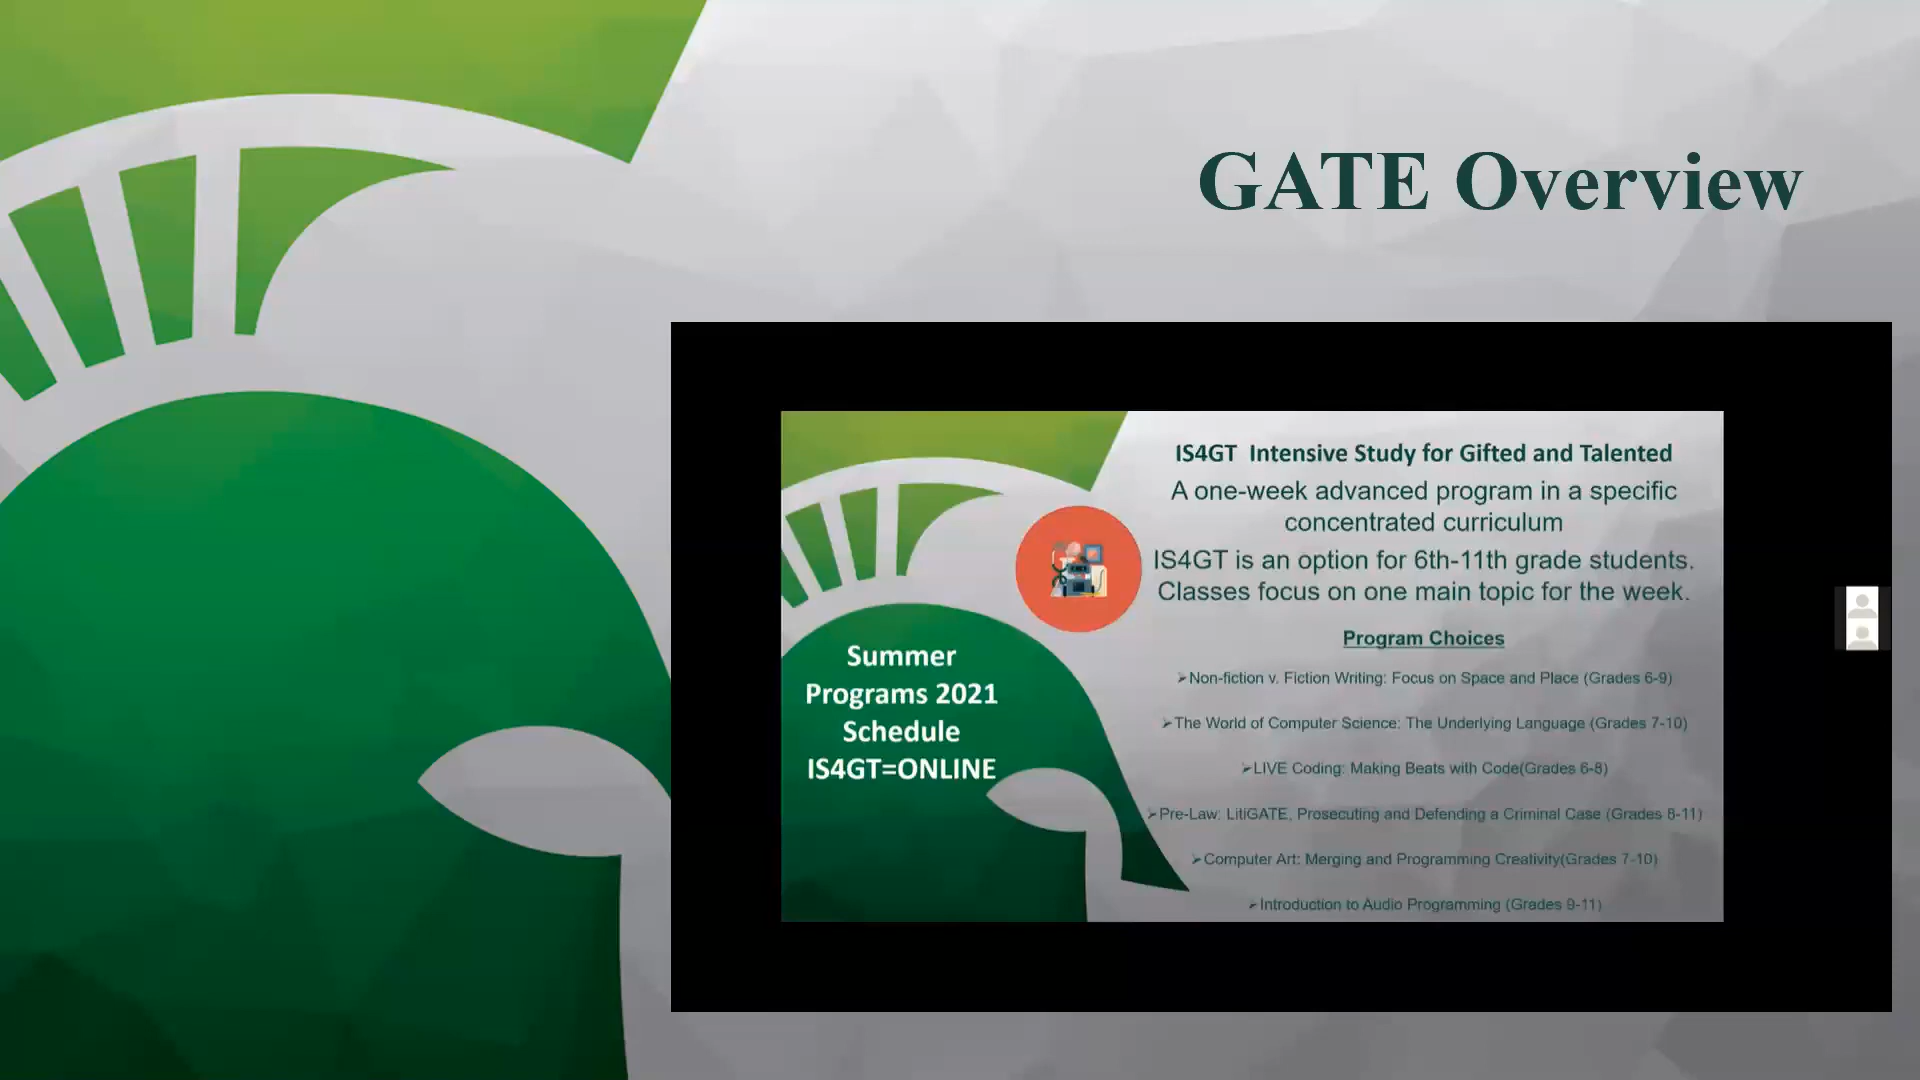 GATE Overview
IS4GT Intensive Study for Gifted and Talented
A one-week advanced program in a specific
concentrated curriculum
IS4GT is an option for 6th-11th grade students.
Classes focus on one main topic for the week.
Program Choices
➢Non-fiction v. Fiction Writing: Focus on Space and Place (Grades 6-9)
➢The World of Computer Science: The Underlying Language (Grades 7-10)
➢LIVE Coding: Making Beats with Code(Grades 6-8)
➢Pre-Law: LitiGATE, Prosecuting and Defending a Criminal Case (Grades 8-11)
➢Computer Art: Merging and Programming Creativity(Grades 7-10)
➢Introduction to Audio Programming (Grades 9-11)
Summer
Programs 2021
Schedule
IS4GT=ONLINE